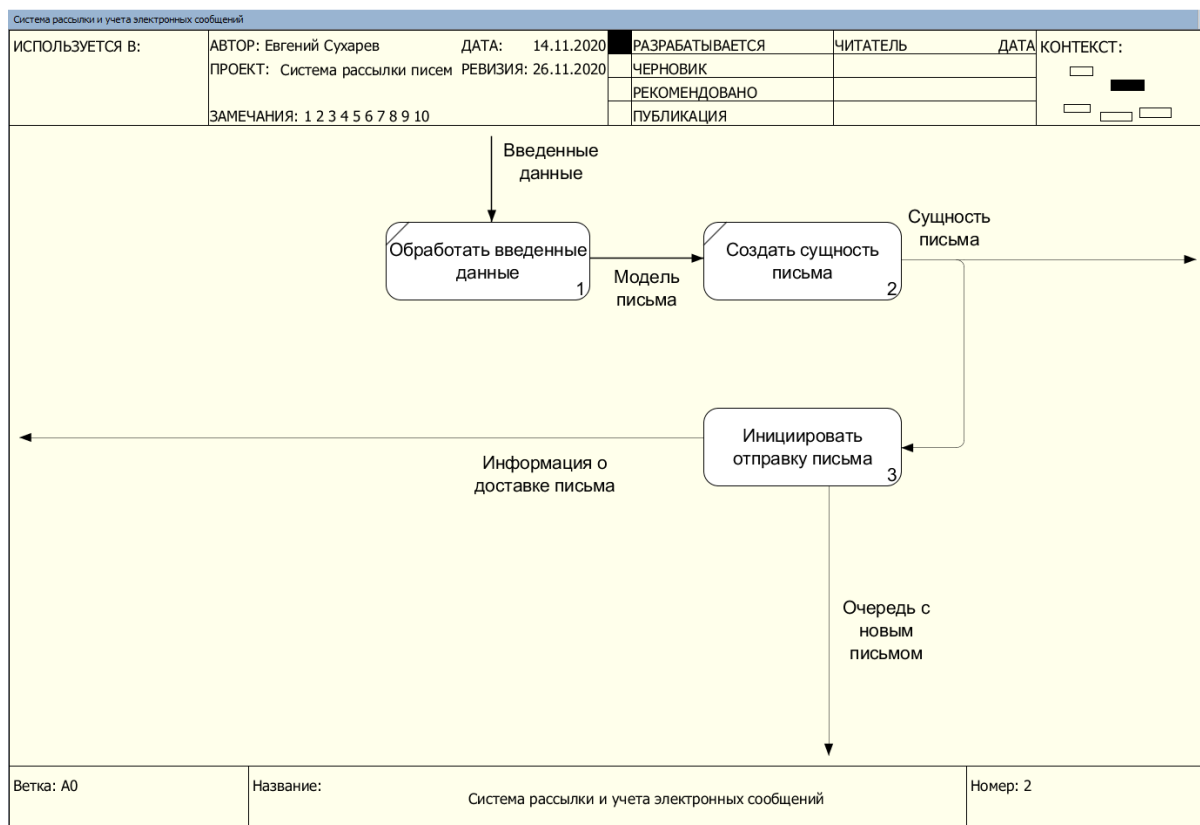 Система рассылки и учета электронных сообщений
ИСПОЛЬЗУЕТСЯ В:
АВТОР: Евгений Сухарев
ДАТА: 14.11.2020
РАЗРАБАТЫВАЕТСЯ
ЧИТАТЕЛЬ
ДАТА
КОНТЕКСТ:
ПРОЕКТ: Система рассылки писем
РЕВИЗИЯ: 26.11.2020
ЧЕРНОВИК
РЕКОМЕНДОВАНО
ЗАМЕЧАНИЯ: 1 2 3 4 5 6 7 8 9 10
ПУБЛИКАЦИЯ
Введенные
данные
Обработать введенные
данные
1
Модель
письма
Создать сущность
письма
2
Сущность
письма
Инициировать
отправку письма
3
Информация о
доставке письма
Очередь с
новым
письмом
Ветка: A0
Название:
Система рассылки и учета электронных сообщений
Номер: 2